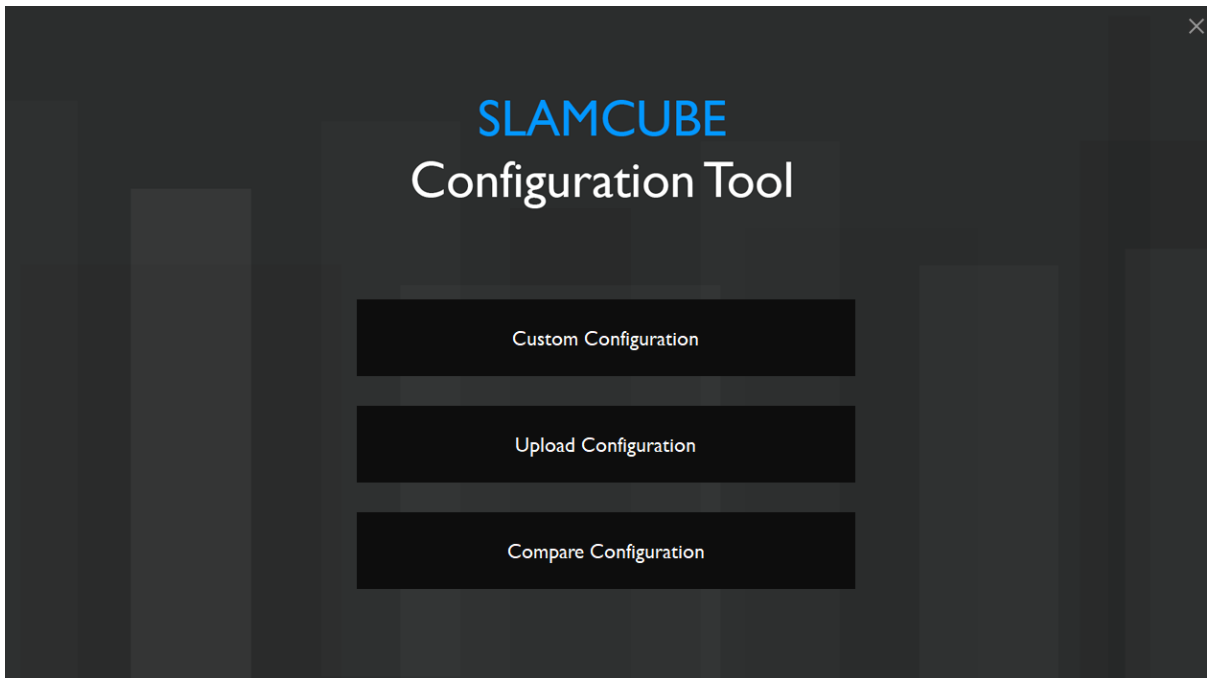 SLAMCUBE
Configuration Tool
Custom Configuration
Upload Configuration
Compare Configuration